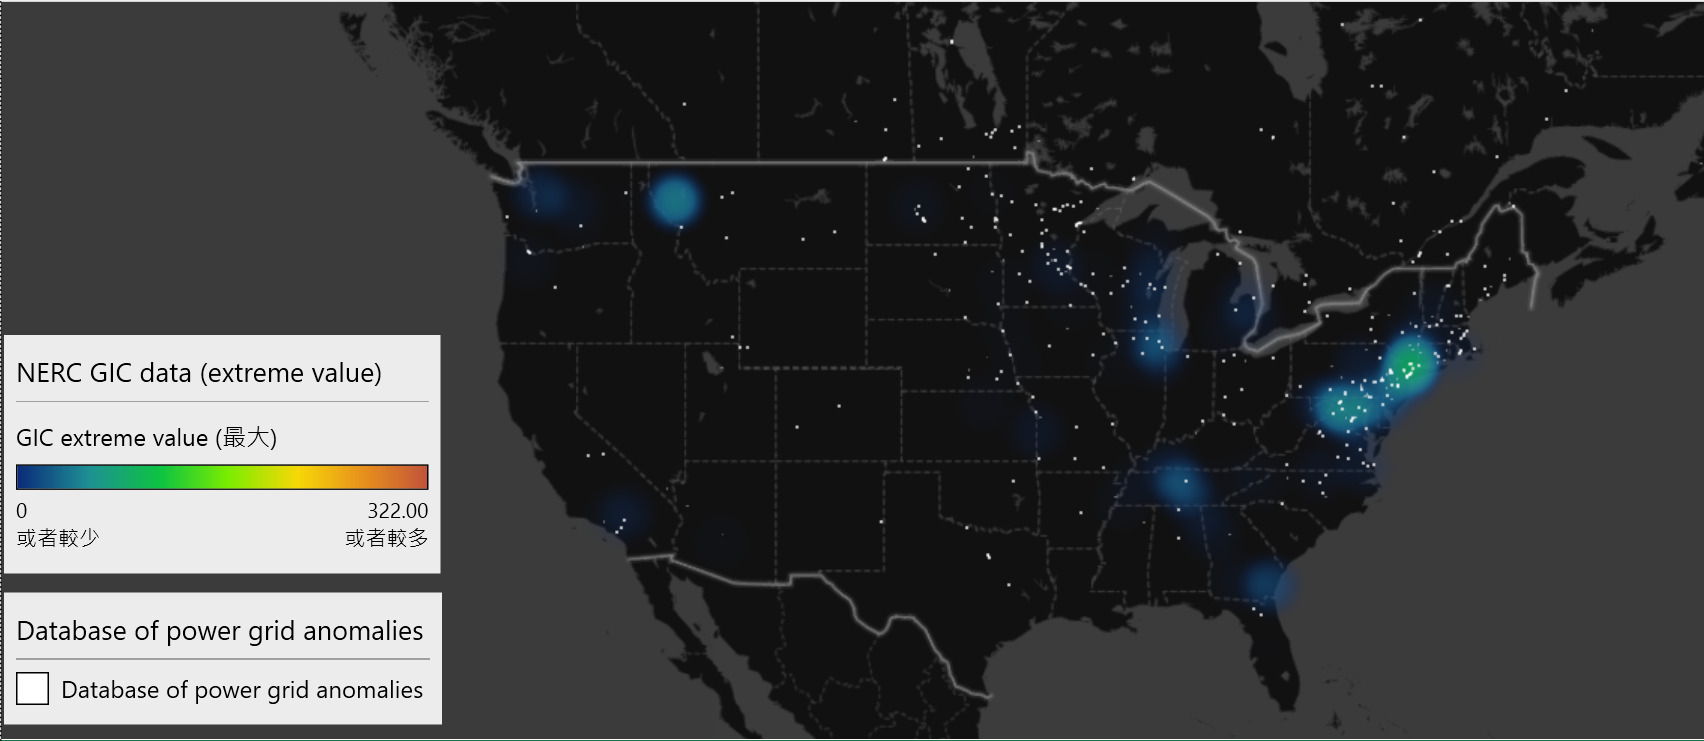 NERC GIC data (extreme value)
GIC extreme value (最大)
0 322.00
或者較少 或者較多
Database of power grid anomalies
Database of power grid anomalies